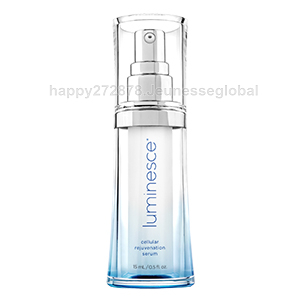 happy272878.Jeunesseglobal
luminesce®
cellular
rejuvenation
serum
15 mL / 0.5 fl oz